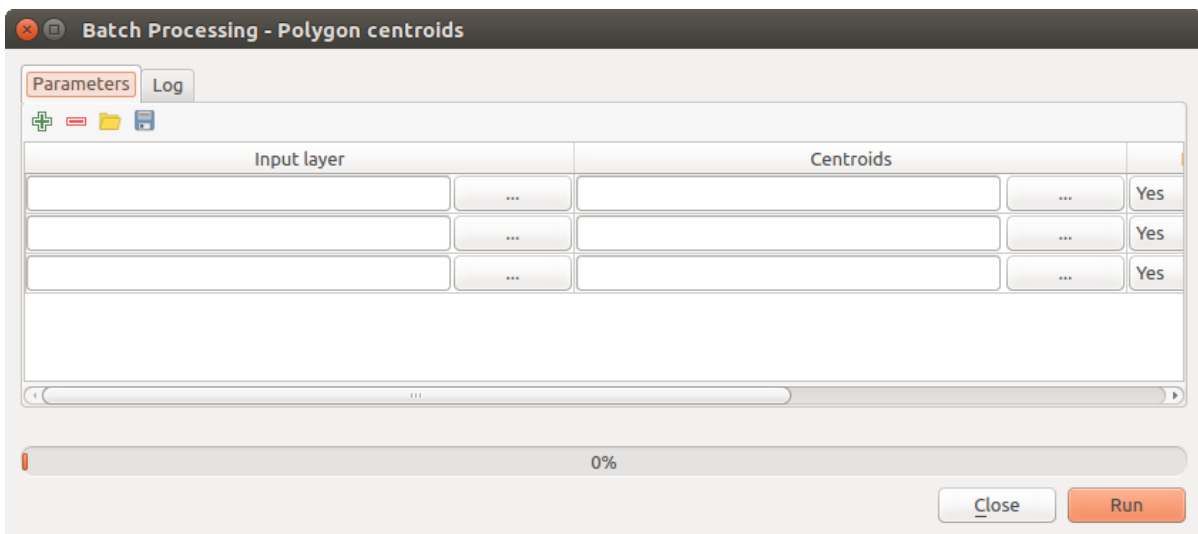 Batch Processing - Polygon centroids
Parameters Log
Input layer Centroids
... ... Yes
... ... Yes
... ... Yes
0%
Close Run